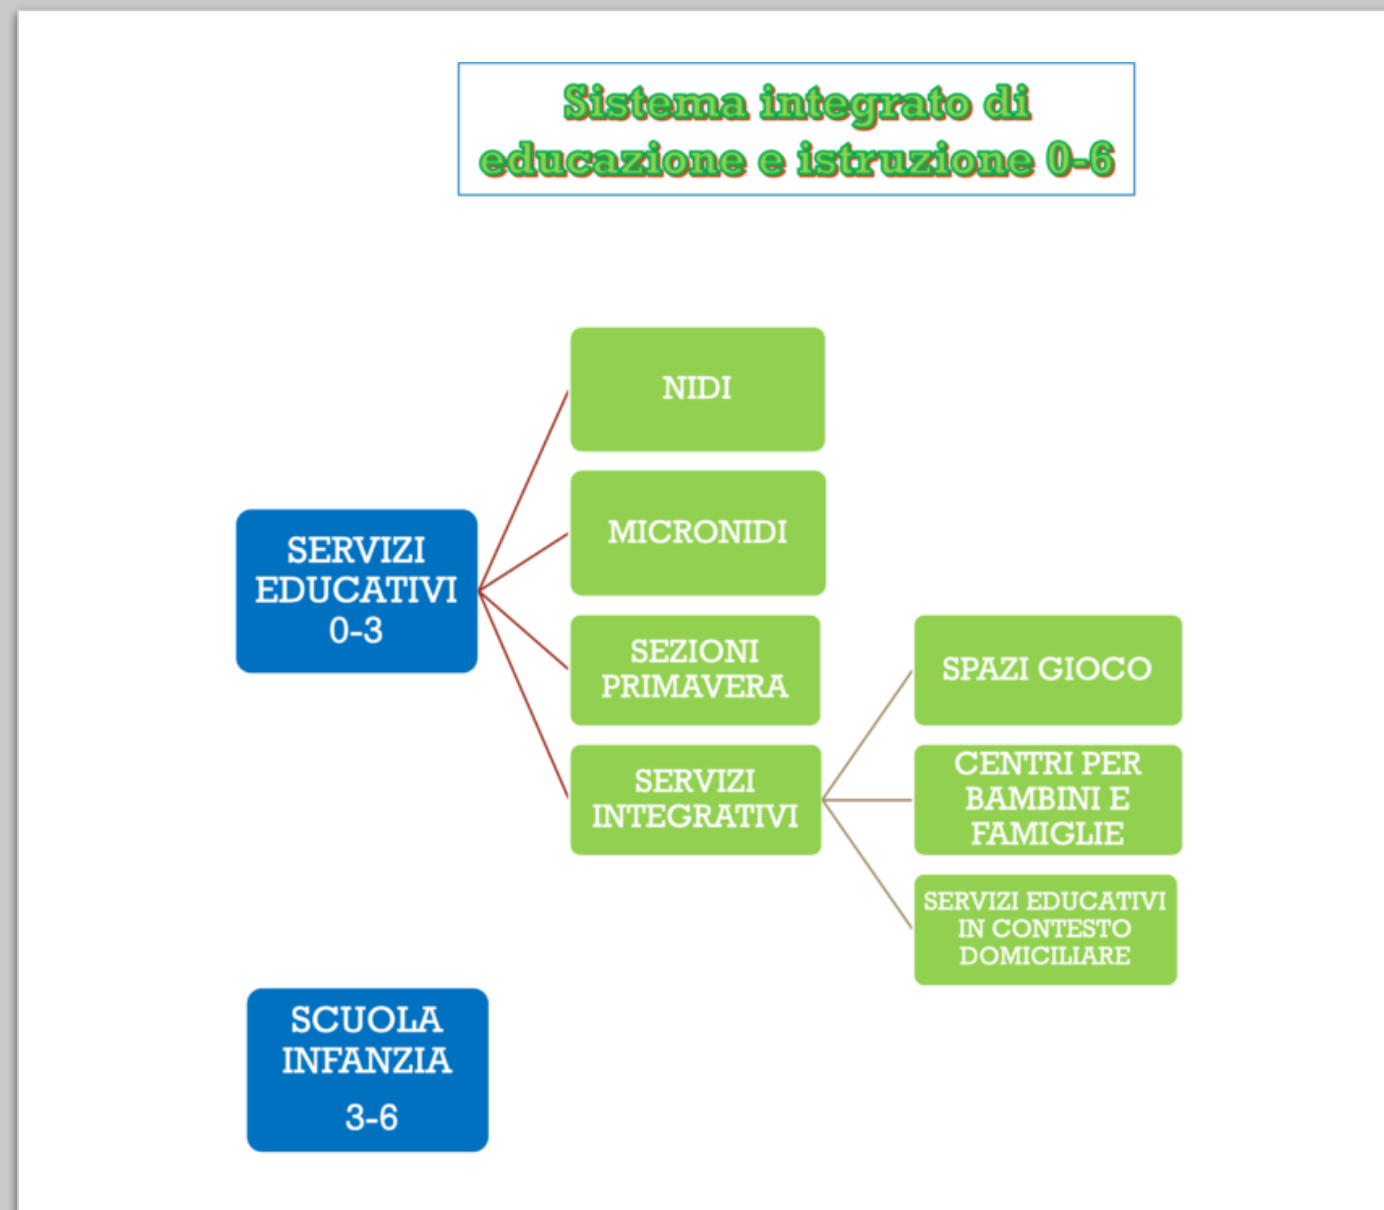 Sistema integrato di
educazione e istruzione 0-6
NIDI
MICRONIDI
SERVIZI
EDUCATIVI
0-3
SEZIONI
PRIMAVERA
SERVIZI
INTEGRATIVI
SPAZI GIOCO
CENTRI PER
BAMBINI E
FAMIGLIE
SERVIZI EDUCATIVI
IN CONTESTO
DOMICILIARE
SCUOLA
INFANZIA
3-6